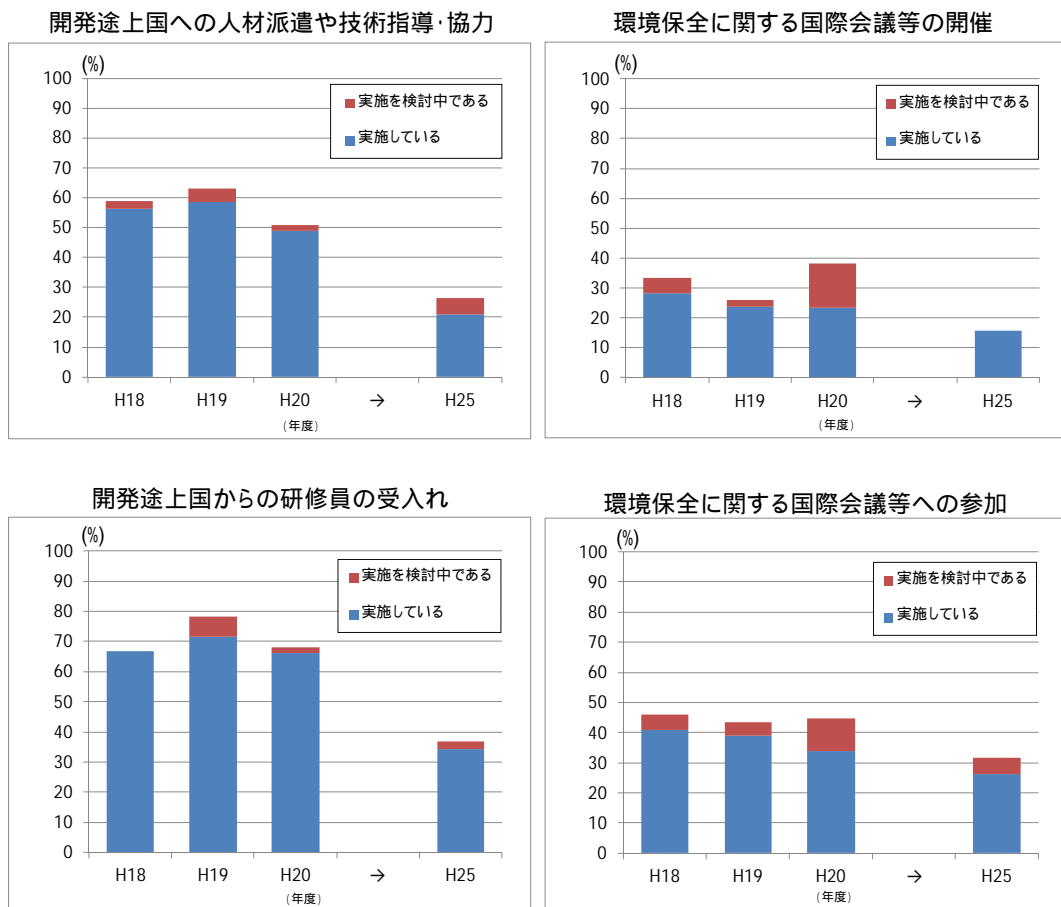 開発途上国への人材派遣や技術指導・協力
(%)
100
90
80
70
60
50
40
30
20
10
0
実施を検討中である
実施している
H18 H19 H20 → H25
（年度）
環境保全に関する国際会議等の開催
(%)
100
90
80
70
60
50
40
30
20
10
0
実施を検討中である
実施している
H18 H19 H20 → H25
（年度）
開発途上国からの研修員の受入れ
(%)
100
90
80
70
60
50
40
30
20
10
0
実施を検討中である
実施している
H18 H19 H20 → H25
（年度）
環境保全に関する国際会議等への参加
(%)
100
90
80
70
60
50
40
30
20
10
0
実施を検討中である
実施している
H18 H19 H20 → H25
（年度）